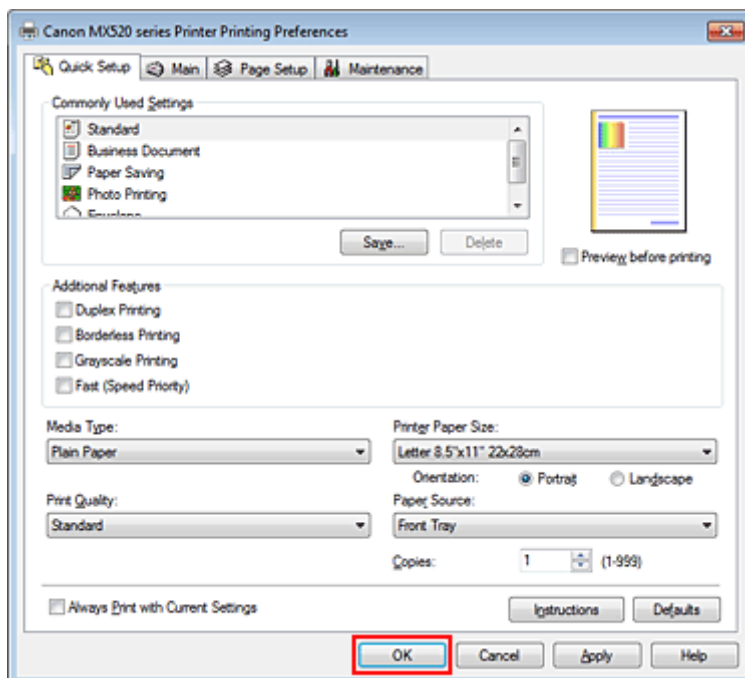 Canon MX520 series Printer Printing Preferences
Quick Setup Main Page Setup Maintenance
Commonly Used Settings
Standard
Business Document
Paper Saving
Photo Printing
Envelope
Save... Delete
Preview before printing
Addtional Features
Duplex Printing
Borderless Printing
Grayscale Printing
Fast (Speed Priority)
Media Type:
Plain Paper
Printer Paper Size:
Letter 8.5"x11" 22x28cm
Orientation: Portrait Landscape
Print Quality:
Standard
Paper Source:
Front Tray
Copies: 1 (1-999)
Always Print with Current Settings
Instructions Defaults
OK Cancel Apply Help